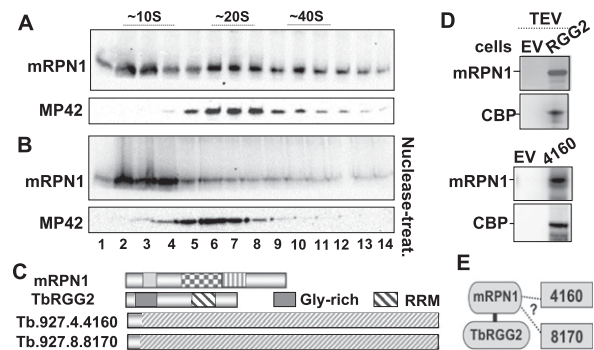 A
~10S ~20S ~40S
mRPN1
MP42
B
mRPN1
MP42
Nuclease-treat.
1 2 3 4 5 6 7 8 9 10 11 12 13 14
C
mRPN1
TbRGG2 Gly-rich RRM
Tb.927.4.4160
Tb.927.8.8170
D
TEV
cells EV RGG2
mRPN1
CBP
EV 4160
mRPN1
CBP
E
mRPN1 4160
?
TbRGG2 8170